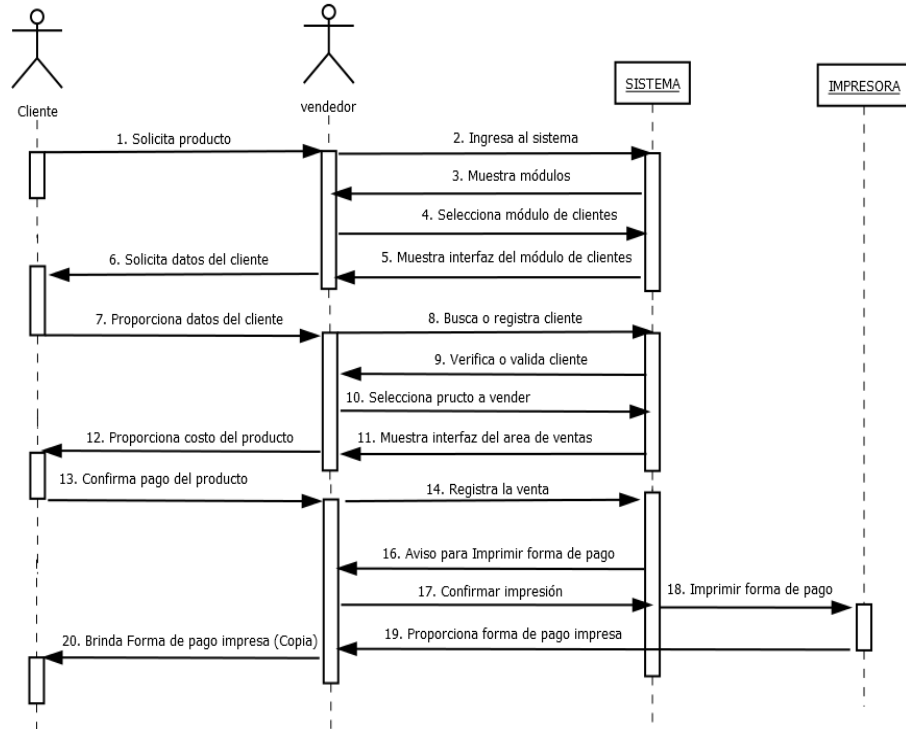 SISTEMA
IMPRESORA
Cliente
vendedor
1. Solicita producto
2. Ingresa al sistema
3. Muestra módulos
4. Selecciona módulo de clientes
5. Muestra interfaz del módulo de clientes
6. Solicita datos del cliente
7. Proporciona datos del cliente
8. Busca o registra cliente
9. Verifica o valida cliente
10. Selecciona pructo a vender
12. Proporciona costo del producto
11. Muestra interfaz del area de ventas
13. Confirma pago del producto
14. Registra la venta
16. Aviso para Imprimir forma de pago
17. Confirmar impresión
18. Imprimir forma de pago
19. Proporciona forma de pago impresa
20. Brinda Forma de pago impresa (Copia)